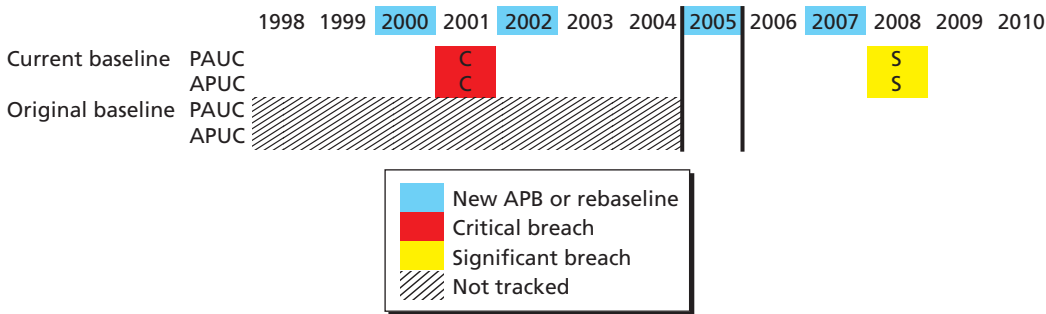 1998 1999 2000 2001 2002 2003 2004 2005 2006 2007 2008 2009 2010
Current baseline PAUC C S
APUC C S
Original baseline PAUC
APUC
New APB or rebaseline
Critical breach
Significant breach
Not tracked